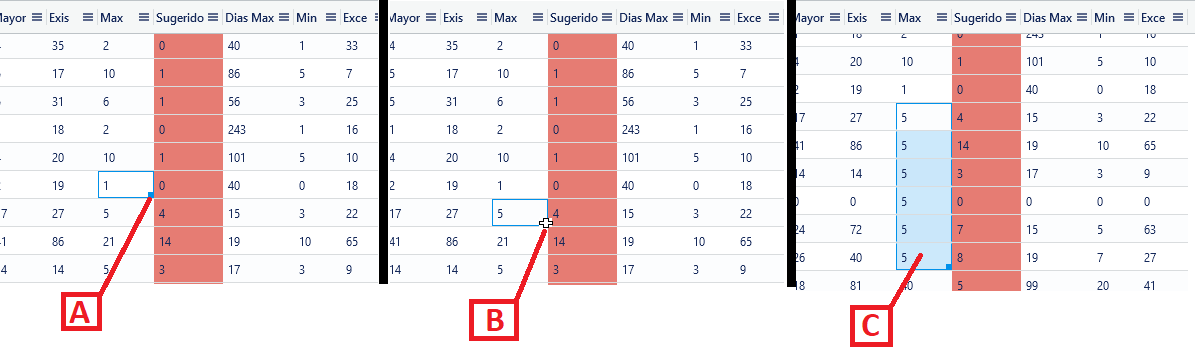 Mayor Exis Max Sugerido Dias Max Min Exce
35 2 0 40 1 33
17 10 1 86 5 7
31 6 1 56 3 25
18 2 0 243 1 16
20 10 1 101 5 10
19 1 0 40 0 18
7 27 5 4 15 3 22
41 86 21 14 19 10 65
14 14 5 3 17 3 9
A
Mayor Exis Max Sugerido Dias Max Min Exce
4 35 2 0 40 1 33
5 17 10 1 86 5 7
5 31 6 1 56 3 25
1 18 2 0 243 1 16
4 20 10 1 101 5 10
2 19 1 0 40 0 18
17 27 5 4 15 3 22
41 86 21 14 19 10 65
14 14 5 3 17 3 9
B
Mayor Exis Max Sugerido Dias Max Min Exce
18 2 0 243 1 16
4 20 10 1 101 5 10
2 19 1 0 40 0 18
17 27 5 4 15 3 22
41 86 5 14 19 10 65
14 14 5 3 17 3 9
0 0 5 0 0 0 0
24 72 5 7 15 5 63
26 40 5 8 19 7 27
18 81 40 5 99 20 41
C